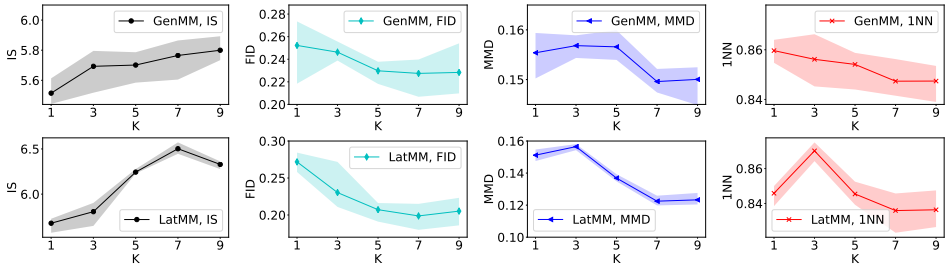 GenMM, IS
IS
6.0
5.8
5.6
1 3 5 7 9
K
GenMM, FID
FID
0.28
0.26
0.24
0.22
0.20
1 3 5 7 9
K
GenMM, MMD
MMD
0.16
0.15
1 3 5 7 9
K
GenMM, 1NN
1NN
0.86
0.84
1 3 5 7 9
K
LatMM, IS
IS
6.5
6.0
1 3 5 7 9
K
LatMM, FID
FID
0.30
0.25
0.20
1 3 5 7 9
K
LatMM, MMD
MMD
0.16
0.14
0.12
0.10
1 3 5 7 9
K
LatMM, 1NN
1NN
0.86
0.84
1 3 5 7 9
K